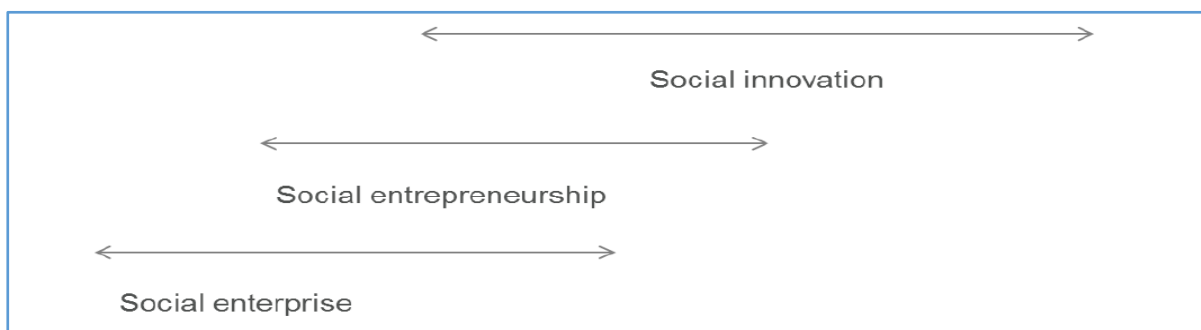 Social innovation
Social entrepreneurship
Social enterprise